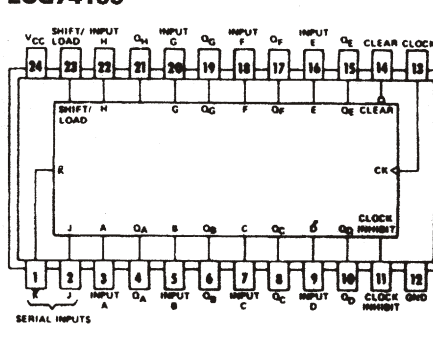 VCC SHIFT/ LOAD INPUT H QH INPUT G QG INPUT F QF INPUT E QE CLEAR CLOCK
24 23 22 21 20 19 18 17 16 15 14 13
SHIFT/ LOAD H G QG F QF E QE CLEAR
R CK
J A QA B QB C QC D QD CLOCK INHIBIT
1 2 3 4 5 6 7 8 9 10 11 12
K J INPUT A QA INPUT B QB INPUT C QC INPUT D QD CLOCK INHIBIT GND
SERIAL INPUTS